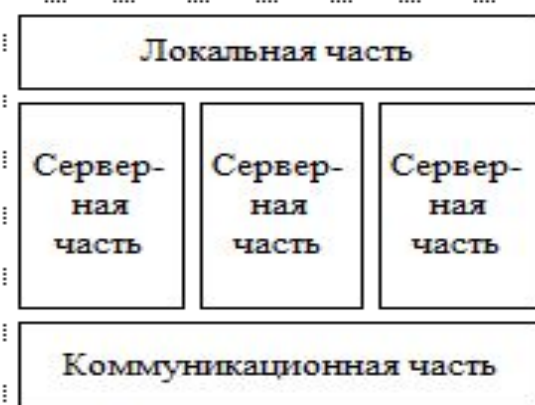 Локальная часть
Сервер-
ная
часть
Сервер-
ная
часть
Сервер-
ная
часть
Коммуникационная часть